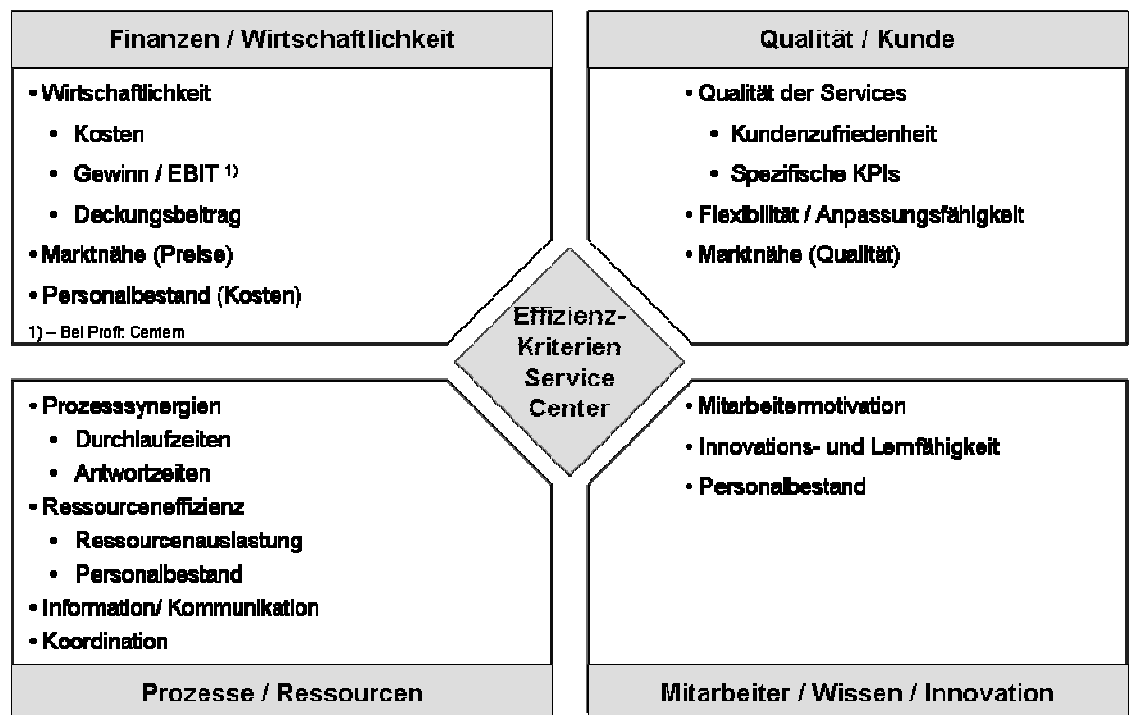 Finanzen / Wirtschaftlichkeit
• Wirtschaftlichkeit
• Kosten
• Gewinn / EBIT 1)
• Deckungsbeitrag
• Marktnähe (Preise)
• Personalbestand (Kosten)
1) – Bei Profit Centern
Qualität / Kunde
• Qualität der Services
• Kundenzufriedenheit
• Spezifische KPIs
• Flexibilität / Anpassungsfähigkeit
• Marktnähe (Qualität)
Effizienz-
Kriterien
Service
Center
• Prozesssynergien
• Durchlaufzeiten
• Antwortzeiten
• Ressourceneffizienz
• Ressourcenauslastung
• Personalbestand
• Information/ Kommunikation
• Koordination
Prozesse / Ressourcen
• Mitarbeitermotivation
• Innovations- und Lernfähigkeit
• Personalbestand
Mitarbeiter / Wissen / Innovation